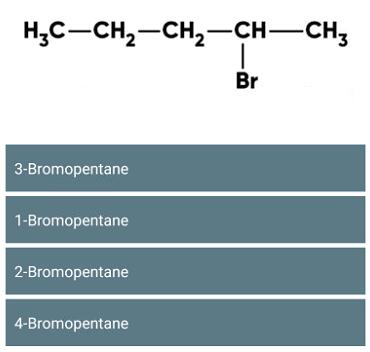 H₃C—CH₂—CH₂—CH—CH₃
Br
3-Bromopentane
1-Bromopentane
2-Bromopentane
4-Bromopentane